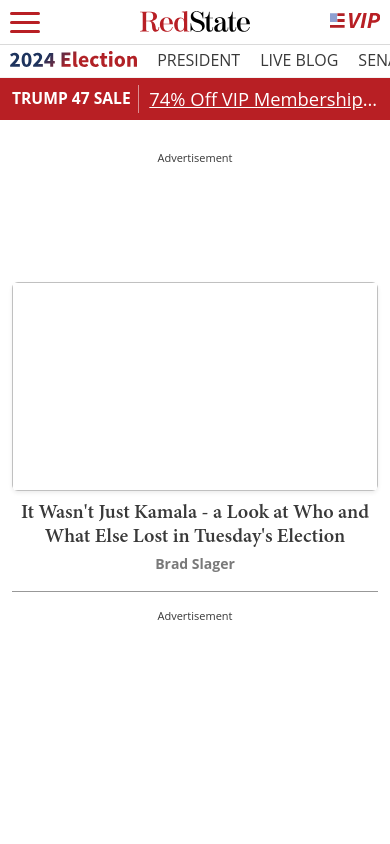 RedState
VIP
2024 Election PRESIDENT LIVE BLOG SENA
TRUMP 47 SALE 74% Off VIP Membership...
Advertisement
It Wasn't Just Kamala - a Look at Who and
What Else Lost in Tuesday's Election
Brad Slager
Advertisement